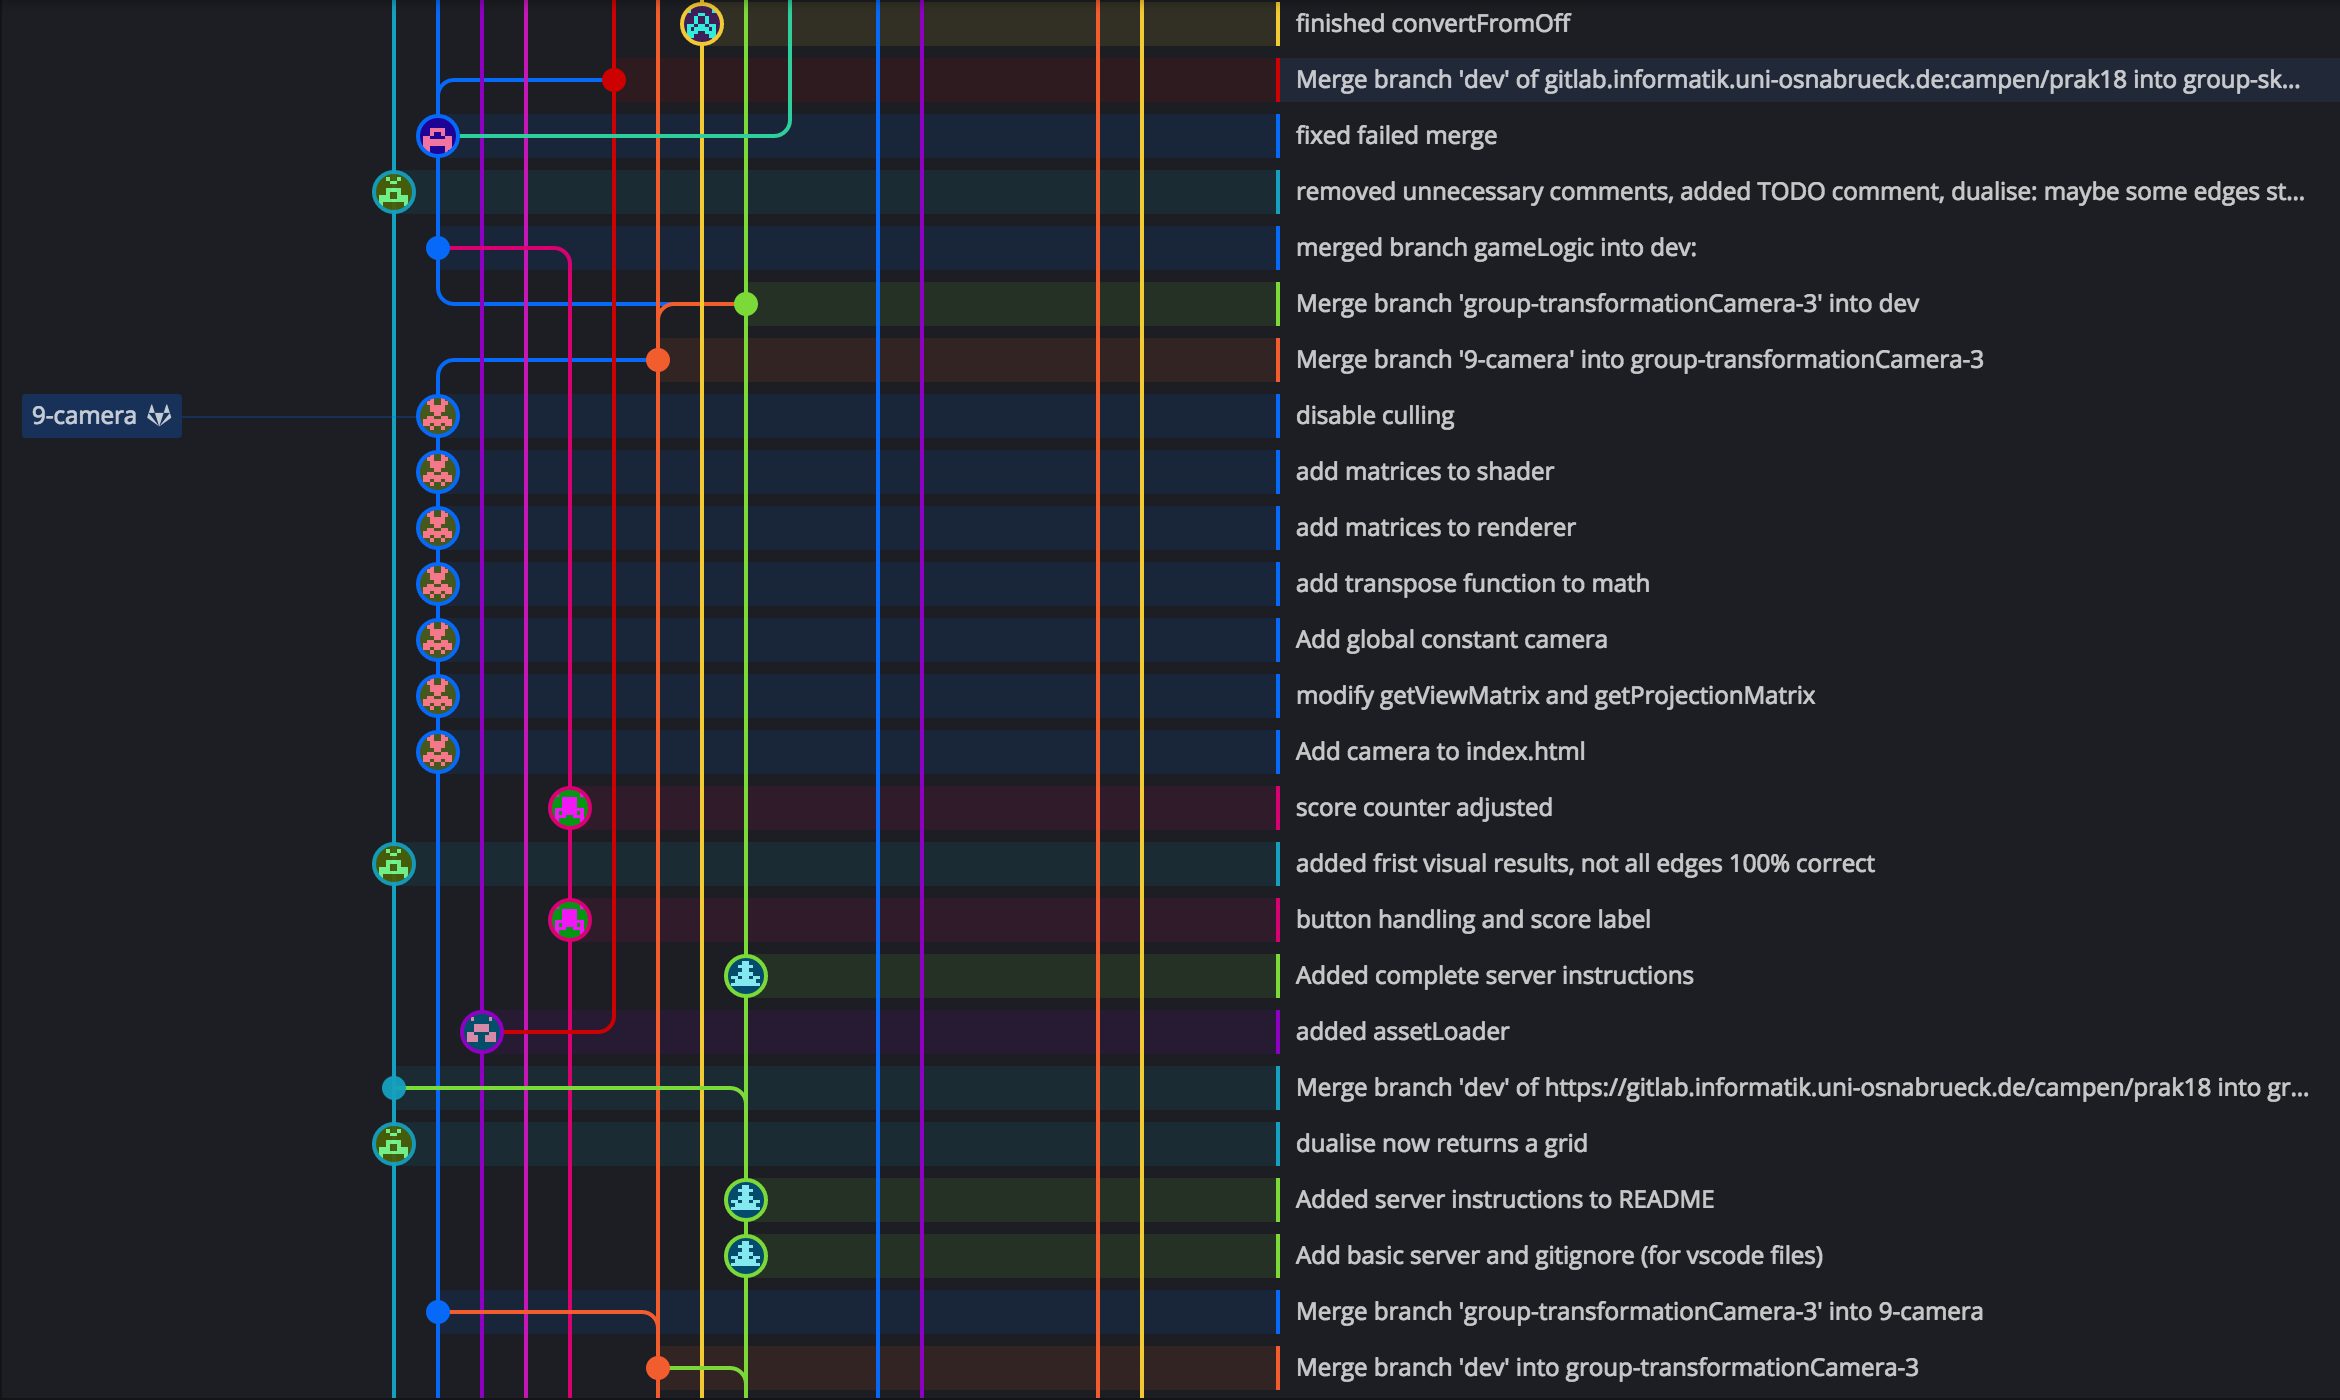 finished convertFromOff
Merge branch 'dev' of gitlab.informatik.uni-osnabrueck.de:campen/prak18 into group-sk...
fixed failed merge
removed unnecessary comments, added TODO comment, dualise: maybe some edges st...
merged branch gameLogic into dev:
Merge branch 'group-transformationCamera-3' into dev
Merge branch '9-camera' into group-transformationCamera-3
9-camera
disable culling
add matrices to shader
add matrices to renderer
add transpose function to math
Add global constant camera
modify getViewMatrix and getProjectionMatrix
Add camera to index.html
score counter adjusted
added frist visual results, not all edges 100% correct
button handling and score label
Added complete server instructions
added assetLoader
Merge branch 'dev' of https://gitlab.informatik.uni-osnabrueck.de/campen/prak18 into gr...
dualise now returns a grid
Added server instructions to README
Add basic server and gitignore (for vscode files)
Merge branch 'group-transformationCamera-3' into 9-camera
Merge branch 'dev' into group-transformationCamera-3